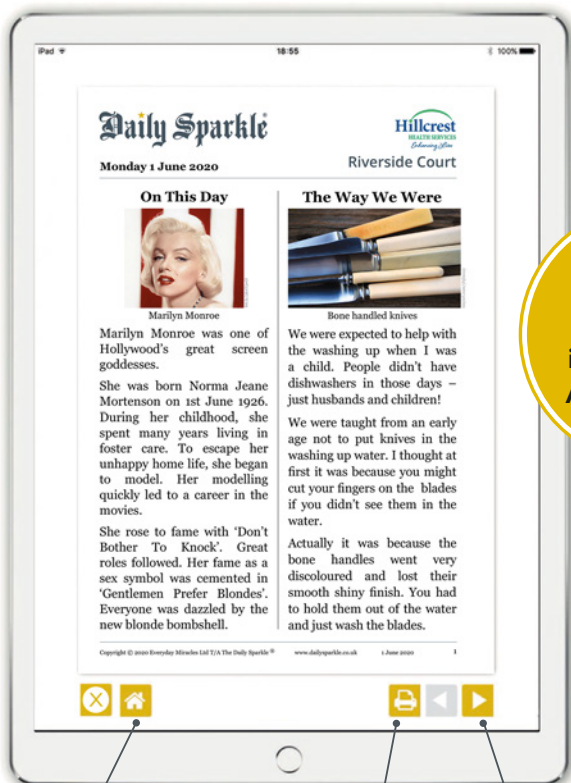 iPad
18:55
100%
Daily Sparkle
Hillcrest
HEALTH SERVICES
Enhancing Lives
Monday 1 June 2020
Riverside Court
On This Day
Marilyn Monroe
Marilyn Monroe was one of
Hollywood's great screen
goddesses.
She was born Norma Jeane
Mortenson on 1st June 1926.
During her childhood, she
spent many years living in
foster care. To escape her
unhappy home life, she began
to model. Her modelling
quickly led to a career in the
movies.
She rose to fame with 'Don't
Bother To Knock'. Great
roles followed. Her fame as a
sex symbol was cemented in
'Gentlemen Prefer Blondes'.
Everyone was dazzled by the
new blonde bombshell.
The Way We Were
Bone handled knives
We were expected to help with
the washing up when I was
a child. People didn't have
dishwashers in those days –
just husbands and children!
We were taught from an early
age not to put knives in the
washing up water. I thought at
first it was because you might
cut your fingers on the blades
if you didn't see them in the
water.
Actually it was because the
bone handles went very
discoloured and lost their
smooth shiny finish. You had
to hold them out of the water
and just wash the blades.
Copyright © 2020 Everyday Miracles Ltd T/A The Daily Sparkle ® www.dailysparkle.co.uk 1 June 2020 1